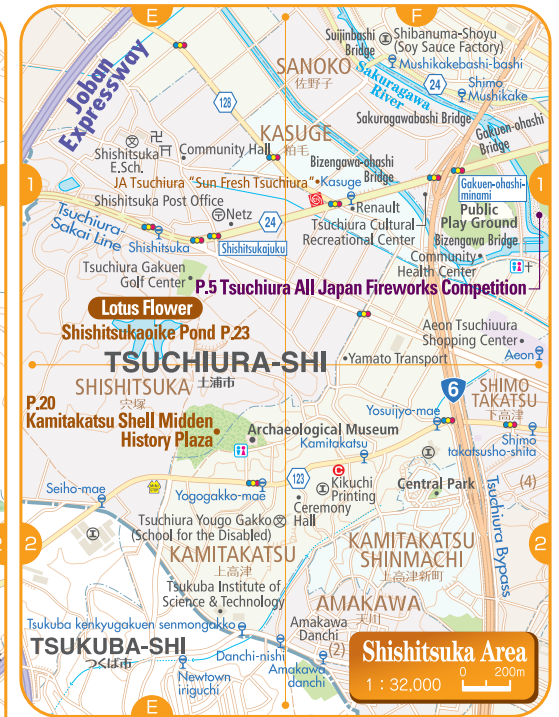 E
F
Suijinbashi
Bridge
Shibanuma-Shoyu
(Soy Sauce Factory)
Mushikakebashi-bashi
SANOKO
佐野子
Sakuragawa
River
24
Shimo
Mushikake
Joban
Expressway
128
Sakuragawabashi Bridge
KASUGE
粕毛
Gakuen-ohashi
Bridge
Shishitsuka
E.Sch.
Community Hall
Bizengawa-ohashi
Bridge
JA Tsuchiura "Sun Fresh Tsuchiura"
Kasuge
1
1
Gakuen-ohashi-
minami
Shishitsuka Post Office
Renault
Public
Play Ground
Netz
Tsuchiura-
Sakai Line
24
Tsuchiura Cultural
Recreational Center
Bizengawa Bridge
Shishitsuka
Shishitsukajuku
Community
Health Center
Tsuchiura Gakuen
Golf Center
P.5 Tsuchiura All Japan Fireworks Competition
Lotus Flower
Shishitsukaoike Pond P.23
Aeon Tsuchiuura
Shopping Center
TSUCHIURA-SHI
土浦市
Yamato Transport
Aeon
SHISHITSUKA
宍塚
6
SHIMO
TAKATSU
下高津
P.20
Kamitakatsu Shell Midden
History Plaza
Yosuijyo-mae
Archaeological Museum
Kamitakatsu
Shimo
takatsusho-shita
Seiho-mae
MINI
STOP
Yogogakko-mae
123
C
Kikuchi
Printing
Central Park
(4)
Ceremony
Hall
Tsuchiura Yougo Gakko
(School for the Disabled)
Tsuchiura Bypass
2
2
2
KAMITAKATSU
上高津
KAMITAKATSU
SHINMACHI
上高津新町
Tsukuba Institute of
Science & Technology
AMAKAWA
天川
Tsukuba kenkyugakuen senmongakko
Amakawa
Danchi
(2)
TSUKUBA-SHI
つくば市
Danchi-nishi
Newtown
iriguchi
Amakawa
danchi
Shishitsuka Area
1 : 32,000
0 200m
E